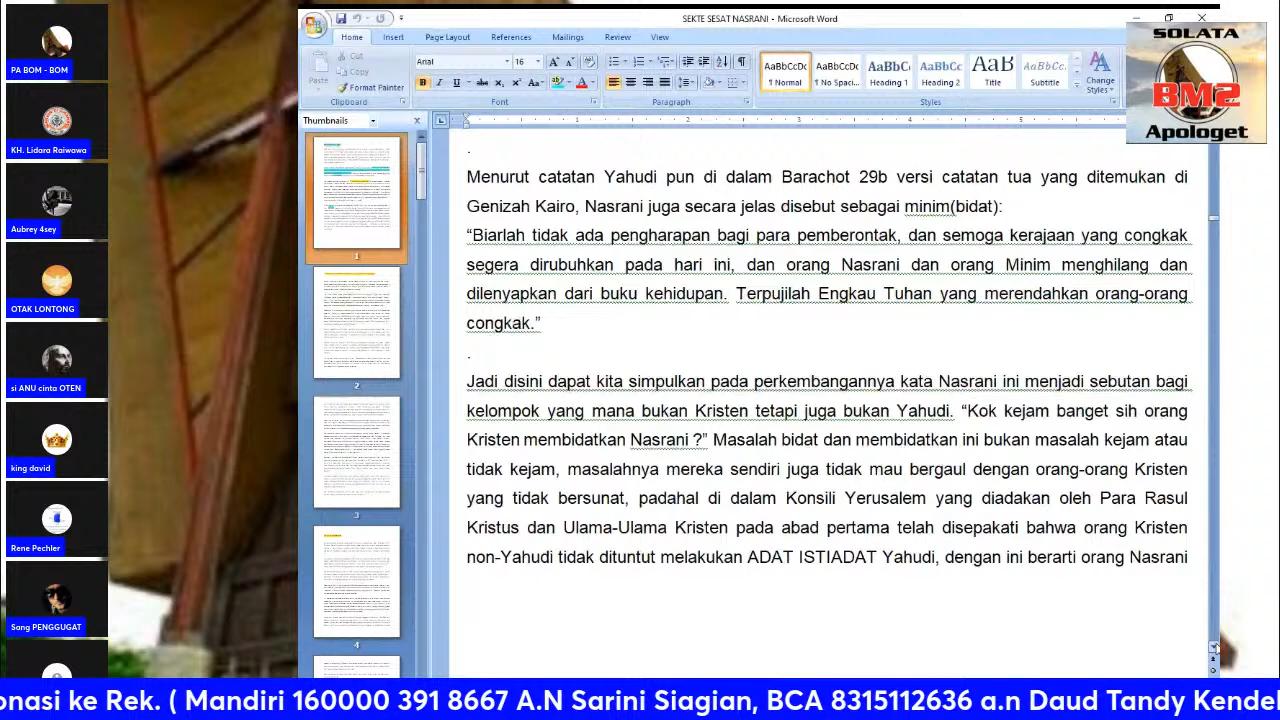 SEKTE SESAT NASRANI - Microsoft Word
Home Insert Page Layout References Mailings Review View
Cut
Copy
Format Painter
Paste
Clipboard
Arial
16
Font
Paragraph
AaBbCcDc AaBbCcDc AaBbC AaBbCc AaB AaBbCcL
¶ Normal ¶ No Spaci... Heading 1 Heading 2 Title Subtitle
Change
Styles
Styles
SOLATA
BM2
Apologet
Thumbnails
1
2
3
4
PA BOM - BOM
KH. Lidara Raiwawa
Aubrey 4sey
OTAK LONTONG
si ANU cinta OTEN
king david
Rene Pechler
Sang PENGGUGAT
.
Menurut catatan Yahudi pun di dalam Barachot 29b versi catatan tua yang ditemukan di
Genizah Kairo, Nasrani juga secara jelas disebut sebagai minim(bidat):
“Biarlah tidak ada pengharapan bagi para pemberontak, dan semoga kerajaan yang congkak
segera dirubuhkan pada hari ini, dan orang Nasrani dan orang Minim menghilang dan
dilenyapkan dari buku kehidupan. Terpujilah Engkau Tuhan yang merendahkan orang-orang
congkak”
.
Jadi disini dapat kita simpulkan pada perkembangannya kata Nasrani ini menjadi sebutan bagi
kelompok yang mana bukan Kristen tetapi juga bukan Yahudi. “Kok kejam banget sih orang
Kristen membidatkan Nasrani ?” Masalah bidat dan membidatkan ini bukan masalah kejam atau
tidak kejam, masalahnya mereka sendiri juga tidak mau bergaul dengan orang-orang Kristen
yang tidak bersunat, padahal di dalam Konsili Yerusalem yang diadakan oleh Para Rasul
Kristus dan Ulama-Ulama Kristen pada abad pertama telah disepakati bahwa orang Kristen
non-Yahudi tidak dituntut melakukan ADAT ISTIADAT Yahudi, dengan ini berarti orang Nasrani
onasi ke Rek. ( Mandiri 160000 391 8667 A.N Sarini Siagian, BCA 8315112636 a.n Daud Tandy Kende